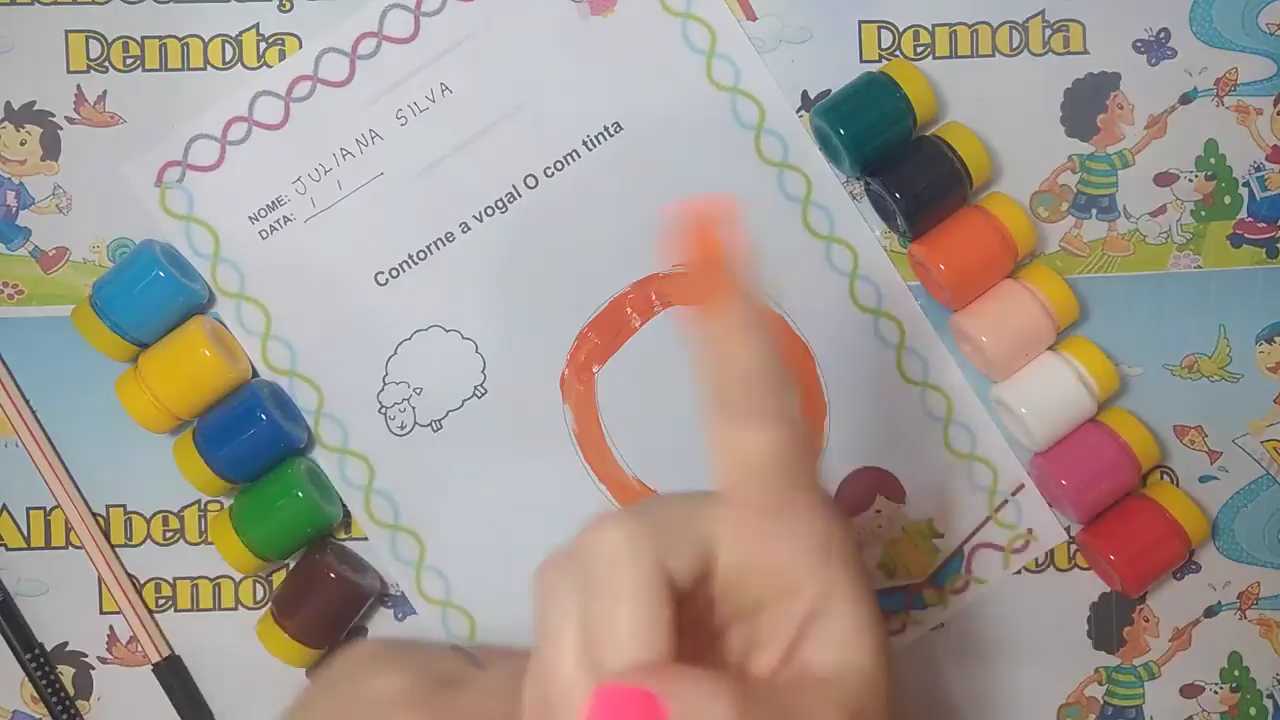 Remota
Remota
NOME: JULIANA SILVA
DATA: / /
Contorne a vogal O com tinta
O
Remota